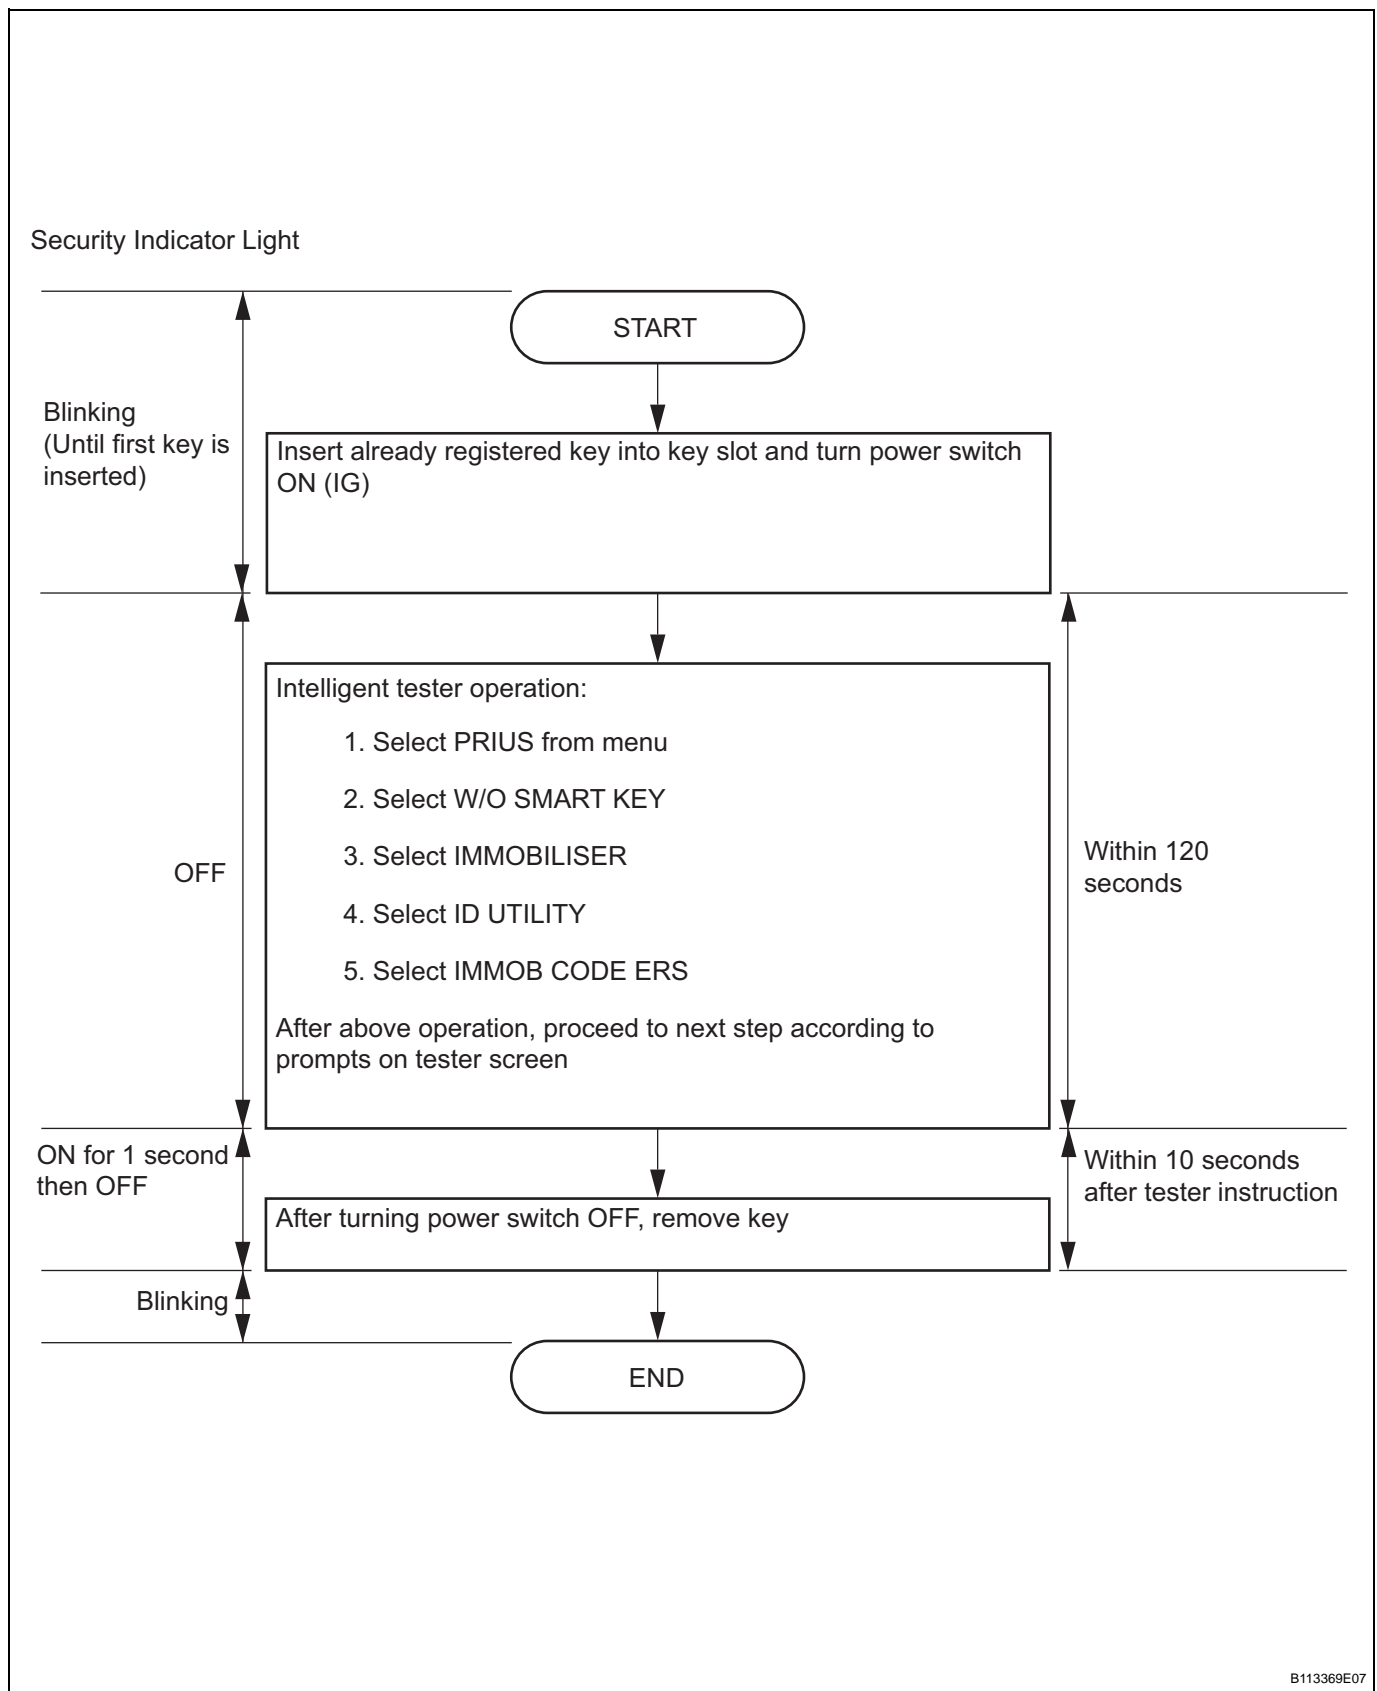 Security Indicator Light
START
Blinking
(Until first key is
inserted)
Insert already registered key into key slot and turn power switch
ON (IG)
Intelligent tester operation:
1. Select PRIUS from menu
2. Select W/O SMART KEY
3. Select IMMOBILISER
4. Select ID UTILITY
5. Select IMMOB CODE ERS
After above operation, proceed to next step according to
prompts on tester screen
OFF
Within 120
seconds
ON for 1 second
then OFF
After turning power switch OFF, remove key
Within 10 seconds
after tester instruction
Blinking
END
B113369E07